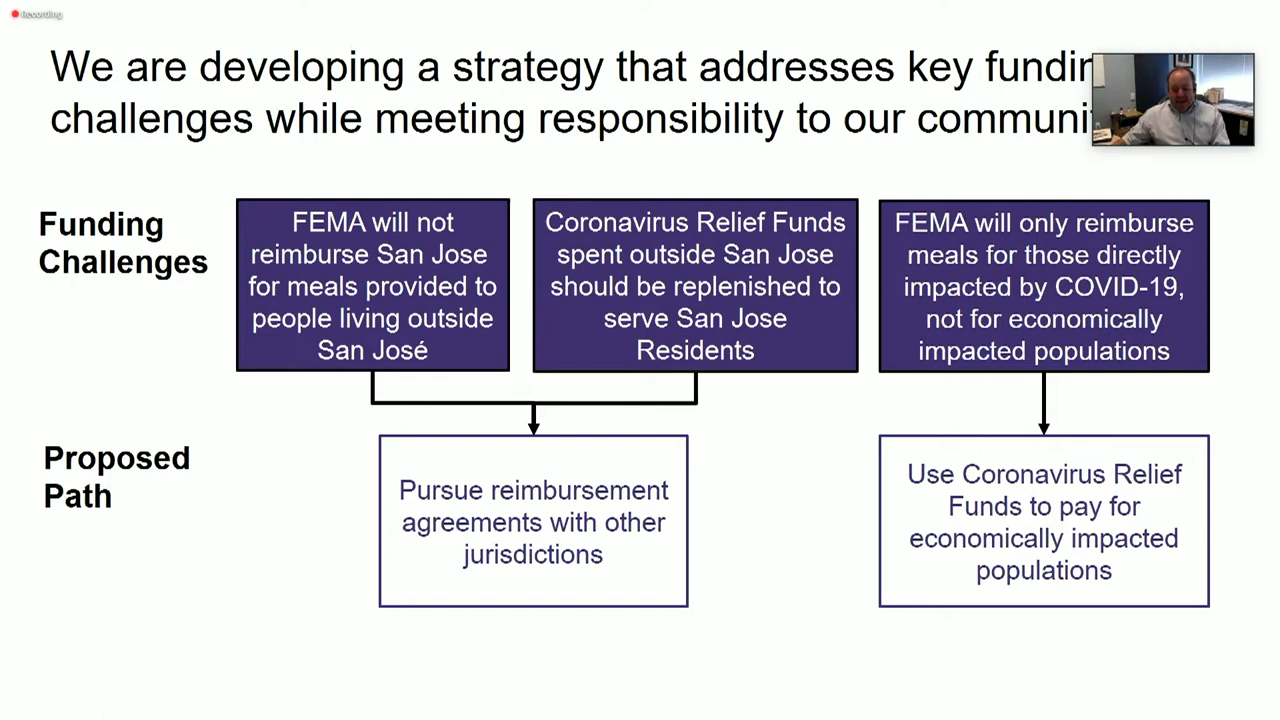 Recording
We are developing a strategy that addresses key fundin
challenges while meeting responsibility to our communi
Funding
Challenges
FEMA will not
reimburse San Jose
for meals provided to
people living outside
San José
Coronavirus Relief Funds
spent outside San Jose
should be replenished to
serve San Jose
Residents
FEMA will only reimburse
meals for those directly
impacted by COVID-19,
not for economically
impacted populations
Proposed
Path
Pursue reimbursement
agreements with other
jurisdictions
Use Coronavirus Relief
Funds to pay for
economically impacted
populations